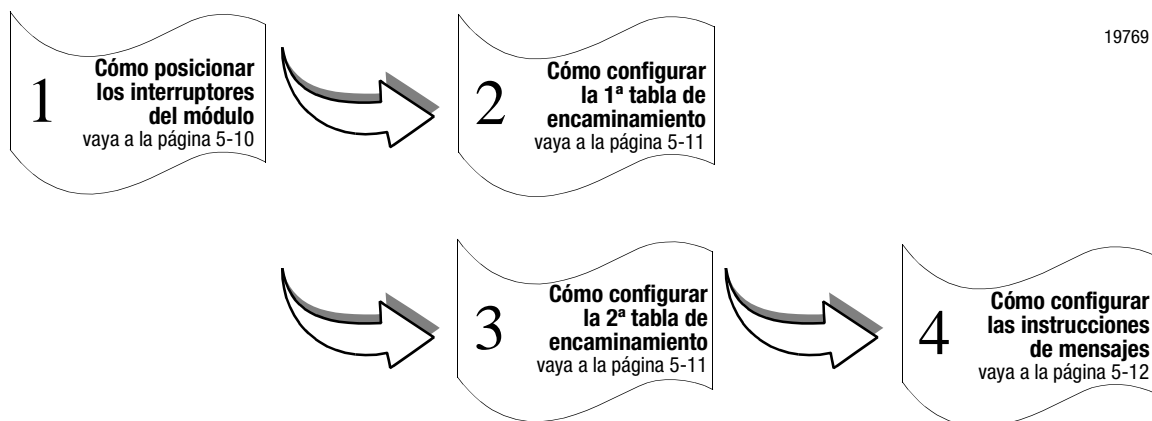 19769
1
Cómo posicionar
los interruptores
del módulo
vaya a la página 5-10
2
Cómo configurar
la 1ª tabla de
encaminamiento
vaya a la página 5-11
3
Cómo configurar
la 2ª tabla de
encaminamiento
vaya a la página 5-11
4
Cómo configurar
las instrucciones
de mensajes
vaya a la página 5-12